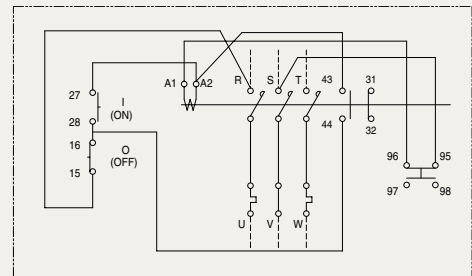 A1 A2 R S T 43 31
27 I
(ON)
28
16 O
(OFF)
15
44 32
96 95
97 98
U V W